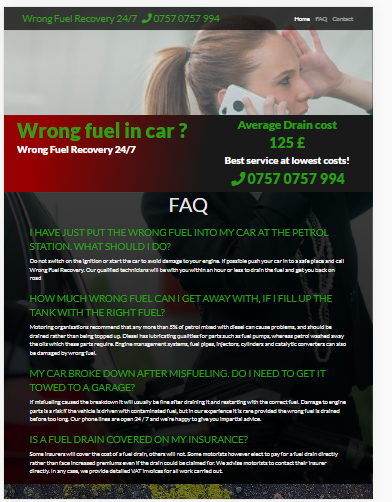 Wrong Fuel Recovery 24/7 0757 0757 994 Home FAQ Contact
Wrong fuel in car ?
Wrong Fuel Recovery 24/7
Average Drain cost
125 £
Best service at lowest costs!
0757 0757 994
FAQ
I HAVE JUST PUT THE WRONG FUEL INTO MY CAR AT THE PETROL
STATION. WHAT SHOULD I DO?
Do not switch on the ignition or start the car to avoid damage to your engine. If possible push your car in to a safe place and call
Wrong Fuel Recovery. Our qualified technicians will be with you within an hour or less to drain the fuel and get you back on
road
HOW MUCH WRONG FUEL CAN I GET AWAY WITH, IF I FILL UP THE
TANK WITH THE RIGHT FUEL?
Motoring organisations recommend that any more than 5% of petrol mixed with diesel can cause problems, and should be
drained rather than being topped up. Diesel has lubricating qualities for parts such as fuel pumps, whereas petrol washed away
the oils which these parts require. Engine management systems, fuel pipes, injectors, cylinders and catalytic converters can also
be damaged by wrong fuel.
MY CAR BROKE DOWN AFTER MISFUELING. DO I NEED TO GET IT
TOWED TO A GARAGE?
If misfueling caused the breakdown it will usually be fine after draining it and restarting with the correct fuel. Damage to engine
parts is a risk if the vehicle is driven with contaminated fuel, but in our experience it is rare provided the wrong fuel is drained
before too long. Our phone lines are open 24 / 7 and we're happy to give you impartial advice.
IS A FUEL DRAIN COVERED ON MY INSURANCE?
Some insurers will cover the cost of a fuel drain, others will not. Some motorists however elect to pay for a fuel drain directly
rather than face increased premiums even if the drain could be claimed for. We advise motorists to contact their insurer
directly. In any case, we provide detailed VAT invoices for all work carried out.